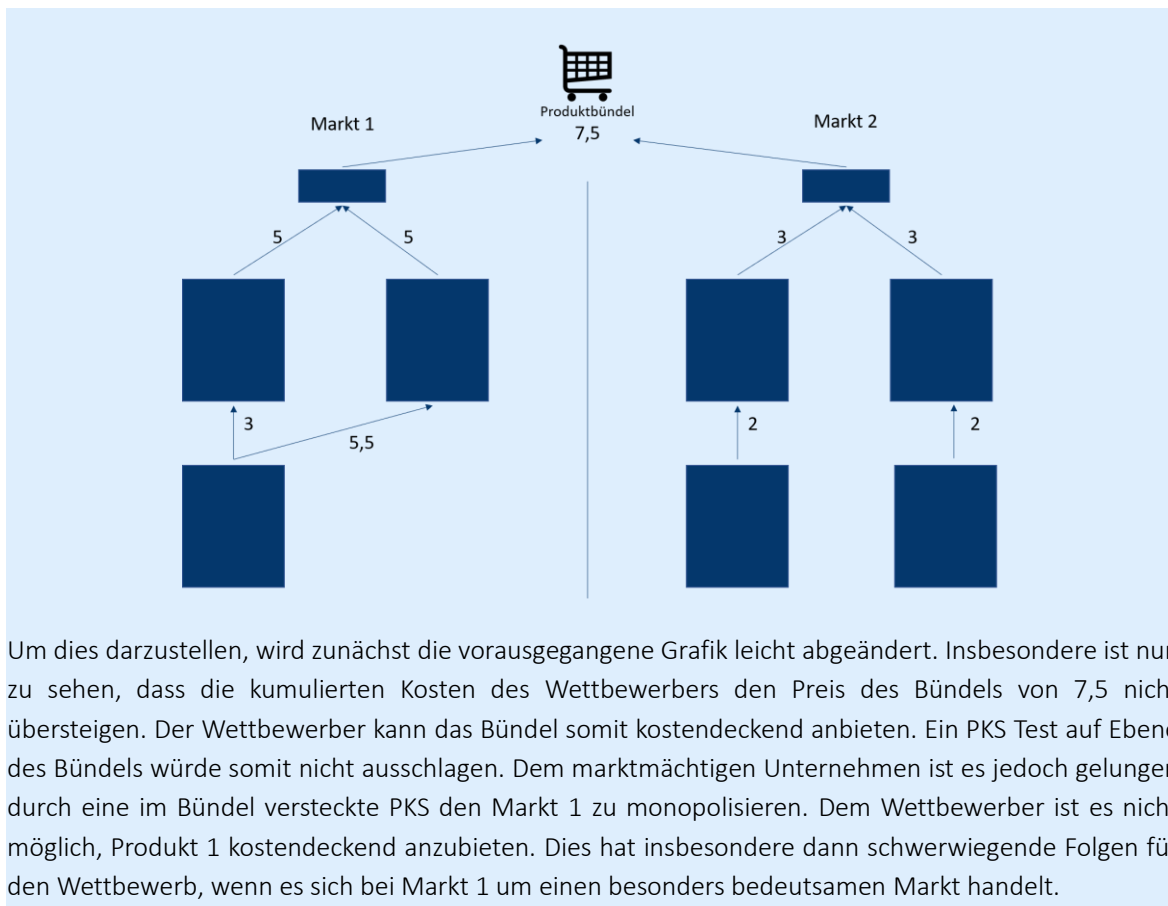 Produktbündel
Markt 1
7,5
Markt 2
5
5
3
3
3
5,5
2
2
Um dies darzustellen, wird zunächst die vorausgegangene Grafik leicht abgeändert. Insbesondere ist nun
zu sehen, dass die kumulierten Kosten des Wettbewerbers den Preis des Bündels von 7,5 nich
übersteigen. Der Wettbewerber kann das Bündel somit kostendeckend anbieten. Ein PKS Test auf Ebene
des Bündels würde somit nicht ausschlagen. Dem marktmächtigen Unternehmen ist es jedoch gelungen
durch eine im Bündel versteckte PKS den Markt 1 zu monopolisieren. Dem Wettbewerber ist es nich
möglich, Produkt 1 kostendeckend anzubieten. Dies hat insbesondere dann schwerwiegende Folgen fü
den Wettbewerb, wenn es sich bei Markt 1 um einen besonders bedeutsamen Markt handelt.